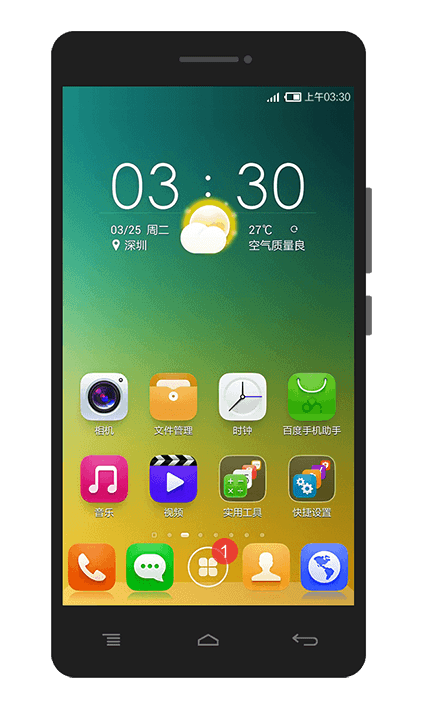 上午03:30
03:30
03/25 周二
27℃
深圳
空气质量良
相机
文件管理
时钟
百度手机助手
音乐
视频
实用工具
快捷设置
1